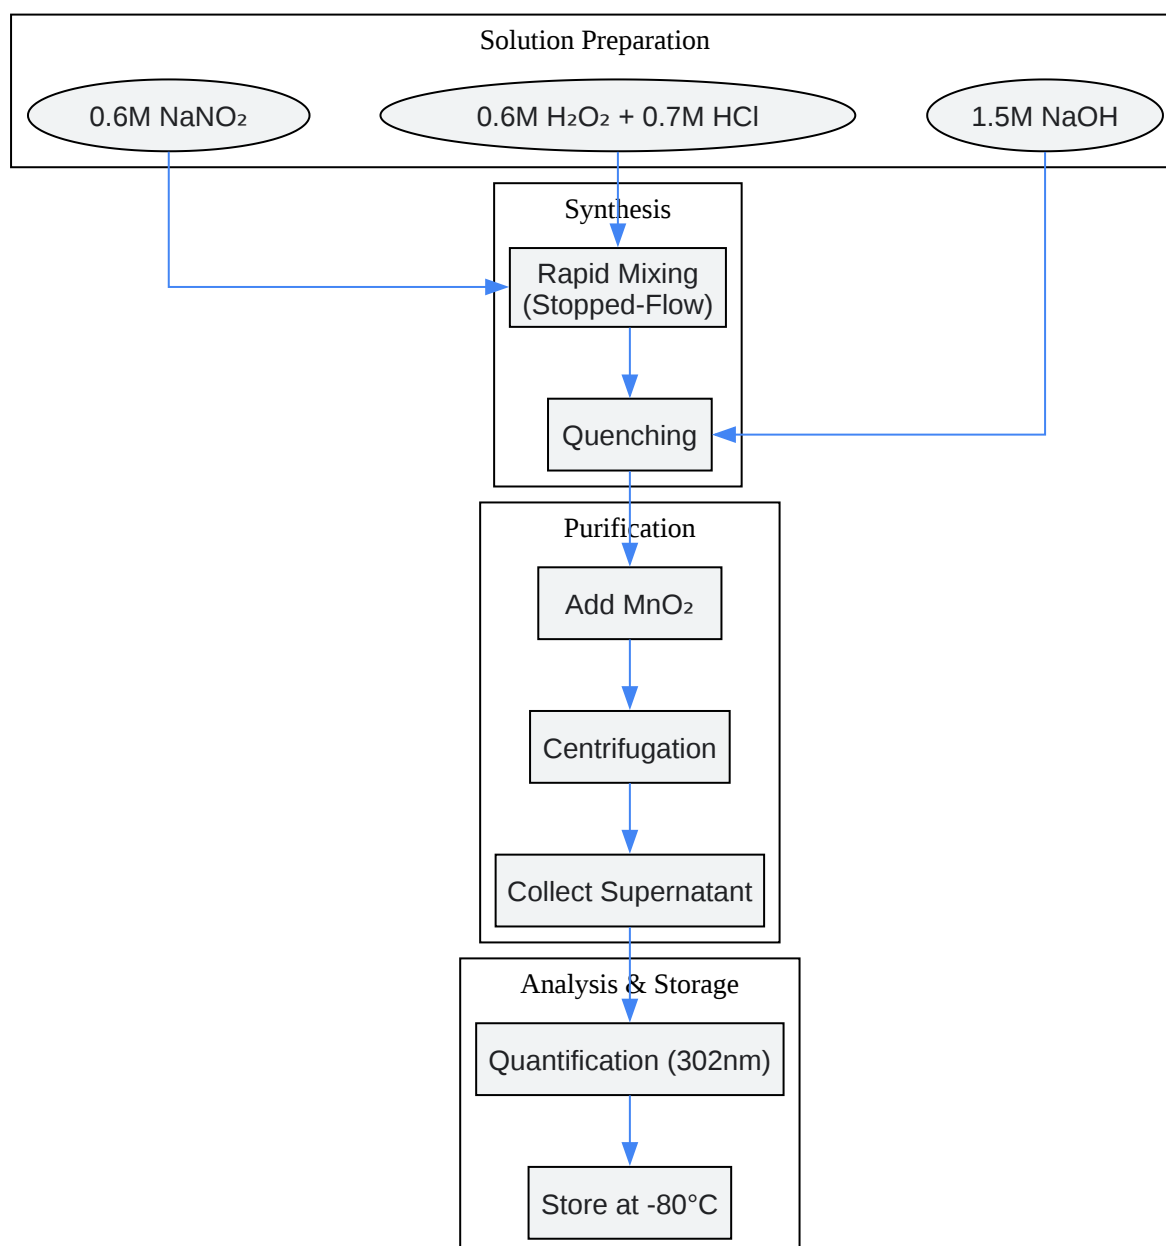 Solution Preparation
0.6M NaNO₂
0.6M H₂O₂ + 0.7M HCl
1.5M NaOH
Synthesis
Rapid Mixing
(Stopped-Flow)
Quenching
Purification
Add MnO₂
Centrifugation
Collect Supernatant
Analysis & Storage
Quantification (302nm)
Store at -80°C